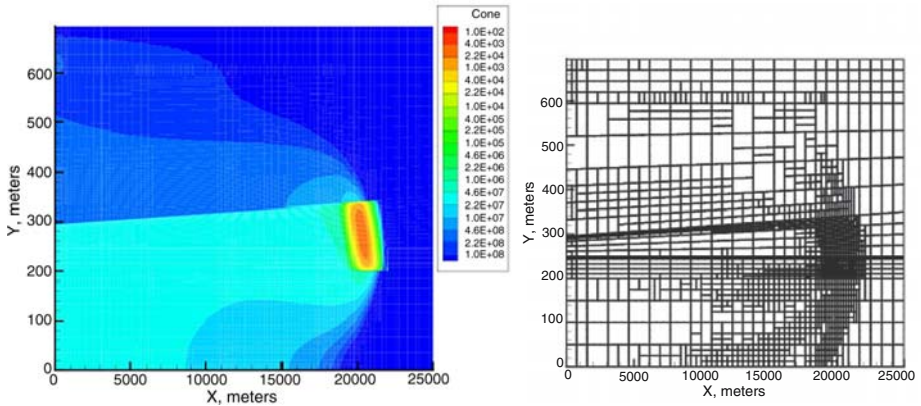 Cone
1.0E+02
4.0E+03
2.2E+04
1.0E+03
4.0E+04
2.2E+04
1.0E+04
4.0E+05
2.2E+05
1.0E+05
4.6E+06
2.2E+06
1.0E+06
4.6E+07
2.2E+07
1.0E+07
4.6E+08
2.2E+08
1.0E+08
600
500
400
300
200
100
0
Y, meters
0 5000 10000 15000 20000 25000
X, meters
600
500
400
300
200
100
0
Y, meters
0 5000 10000 15000 20000 25000
X, meters